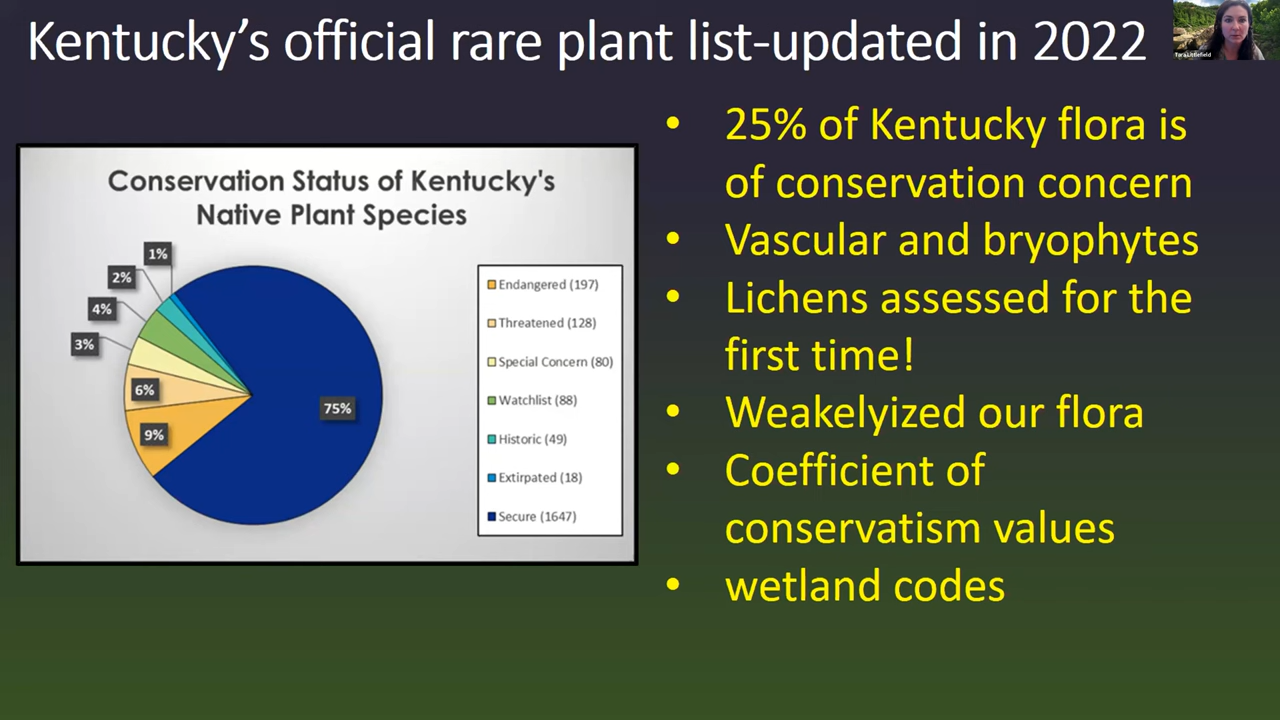 Kentucky's official rare plant list-updated in 2022
Tara Littlefield
Conservation Status of Kentucky's
Native Plant Species
1%
2%
4%
3%
6%
9%
75%
Endangered (197)
Threatened (128)
Special Concern (80)
Watchlist (88)
Historic (49)
Extirpated (18)
Secure (1647)
• 25% of Kentucky flora is
of conservation concern
• Vascular and bryophytes
• Lichens assessed for the
first time!
• Weakelyized our flora
• Coefficient of
conservatism values
• wetland codes